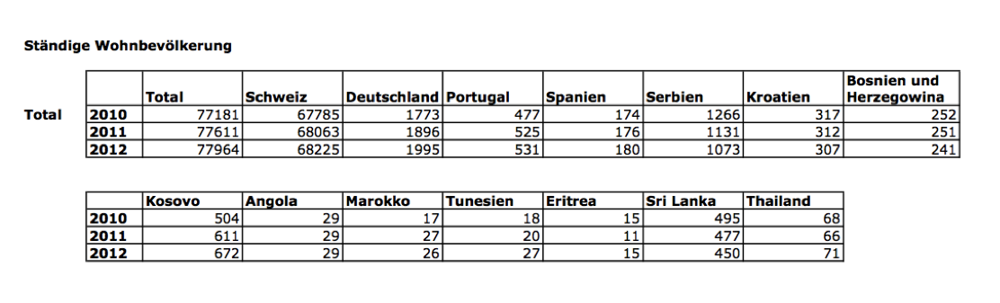 Ständige Wohnbevölkerung
Bosnien und
Total Schweiz Deutschland Portugal Spanien Serbien Kroatien Herzegowina
Total 2010 77181 67785 1773 477 174 1266 317 252
2011 77611 68063 1896 525 176 1131 312 251
2012 77964 68225 1995 531 180 1073 307 241
Kosovo Angola Marokko Tunesien Eritrea Sri Lanka Thailand
2010 504 29 17 18 15 495 68
2011 611 29 27 20 11 477 66
2012 672 29 26 27 15 450 71